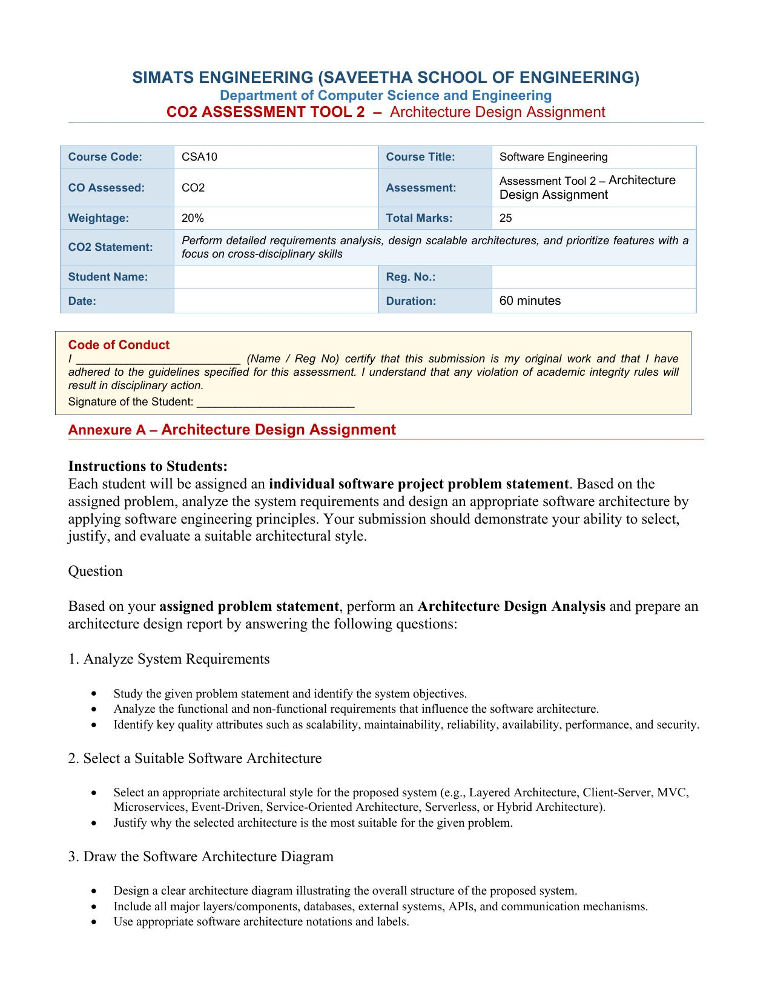 SIMATS ENGINEERING (SAVEETHA SCHOOL OF ENGINEERING)
Department of Computer Science and Engineering
CO2 ASSESSMENT TOOL 2 – Architecture Design Assignment
Course Code: CSA10 Course Title: Software Engineering
CO Assessed: CO2 Assessment: Assessment Tool 2 – Architecture
Design Assignment
Weightage: 20% Total Marks: 25
CO2 Statement: Perform detailed requirements analysis, design scalable architectures, and prioritize features with a
focus on cross-disciplinary skills
Student Name: Reg. No.:
Date: Duration: 60 minutes
Code of Conduct
I __________________________ (Name / Reg No) certify that this submission is my original work and that I have
adhered to the guidelines specified for this assessment. I understand that any violation of academic integrity rules will
result in disciplinary action.
Signature of the Student: _________________________
Annexure A – Architecture Design Assignment
Instructions to Students:
Each student will be assigned an individual software project problem statement. Based on the
assigned problem, analyze the system requirements and design an appropriate software architecture by
applying software engineering principles. Your submission should demonstrate your ability to select,
justify, and evaluate a suitable architectural style.
Question
Based on your assigned problem statement, perform an Architecture Design Analysis and prepare an
architecture design report by answering the following questions:
1. Analyze System Requirements
• Study the given problem statement and identify the system objectives.
• Analyze the functional and non-functional requirements that influence the software architecture.
• Identify key quality attributes such as scalability, maintainability, reliability, availability, performance, and security.
2. Select a Suitable Software Architecture
• Select an appropriate architectural style for the proposed system (e.g., Layered Architecture, Client-Server, MVC,
Microservices, Event-Driven, Service-Oriented Architecture, Serverless, or Hybrid Architecture).
• Justify why the selected architecture is the most suitable for the given problem.
3. Draw the Software Architecture Diagram
• Design a clear architecture diagram illustrating the overall structure of the proposed system.
• Include all major layers/components, databases, external systems, APIs, and communication mechanisms.
• Use appropriate software architecture notations and labels.